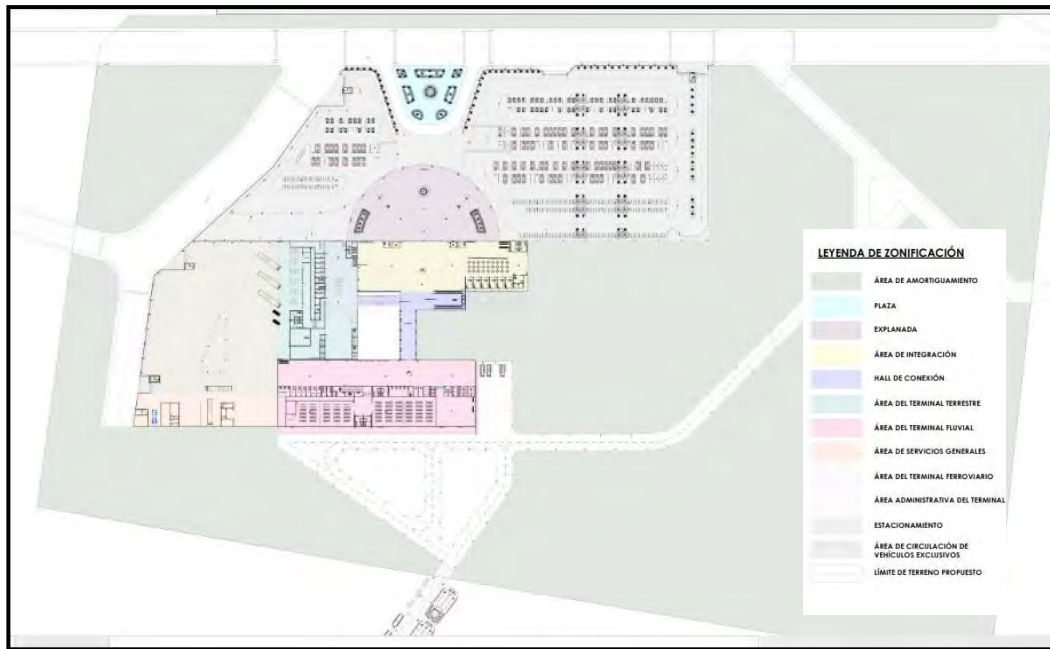 LEYENDA DE ZONIFICACIÓN
ÁREA DE AMORTIGUAMIENTO
PLAZA
EXPLANADA
ÁREA DE INTEGRACIÓN
HALL DE CONEXIÓN
ÁREA DEL TERMINAL TERRESTRE
ÁREA DEL TERMINAL FLUVIAL
ÁREA DE SERVICIOS GENERALES
ÁREA DEL TERMINAL FERROVIARIO
ÁREA ADMINISTRATIVA DEL TERMINAL
ESTACIONAMIENTO
ÁREA DE CIRCULACIÓN DE
VEHÍCULOS EXCLUSIVOS
LÍMITE DE TERRENO PROPUESTO